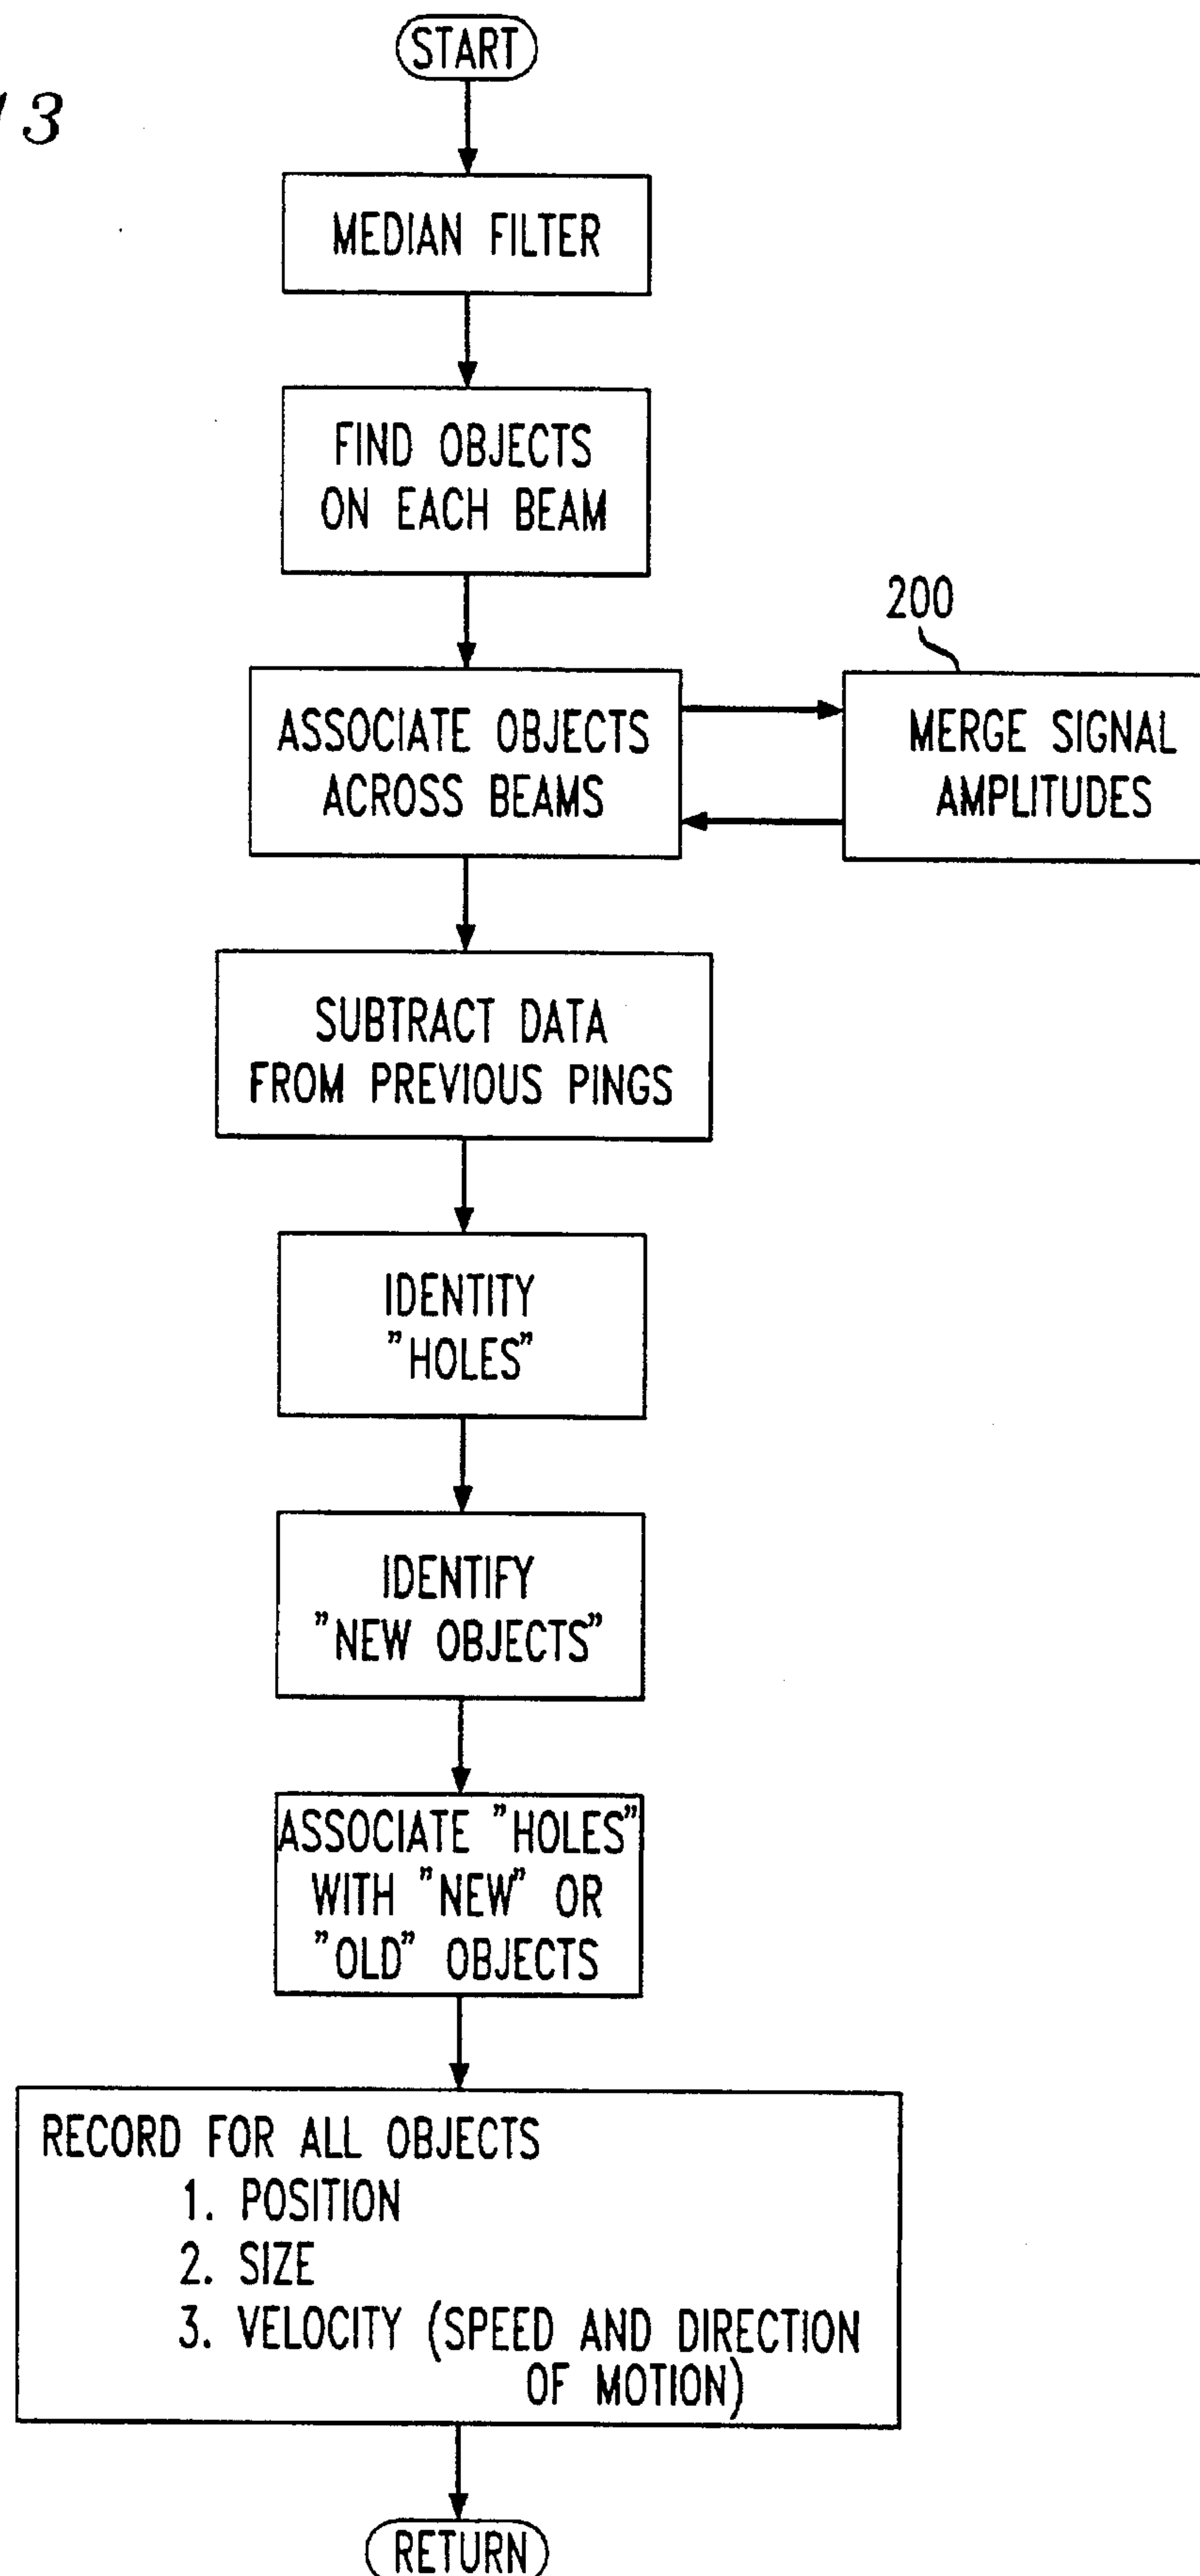 START
13
MEDIAN FILTER
FIND OBJECTS
ON EACH BEAM
200
ASSOCIATE OBJECTS
ACROSS BEAMS
MERGE SIGNAL
AMPLITUDES
SUBTRACT DATA
FROM PREVIOUS PINGS
IDENTITY
"HOLES"
IDENTIFY
"NEW OBJECTS"
ASSOCIATE "HOLES"
WITH "NEW" OR
"OLD" OBJECTS
RECORD FOR ALL OBJECTS
1. POSITION
2. SIZE
3. VELOCITY (SPEED AND DIRECTION
OF MOTION)
RETURN